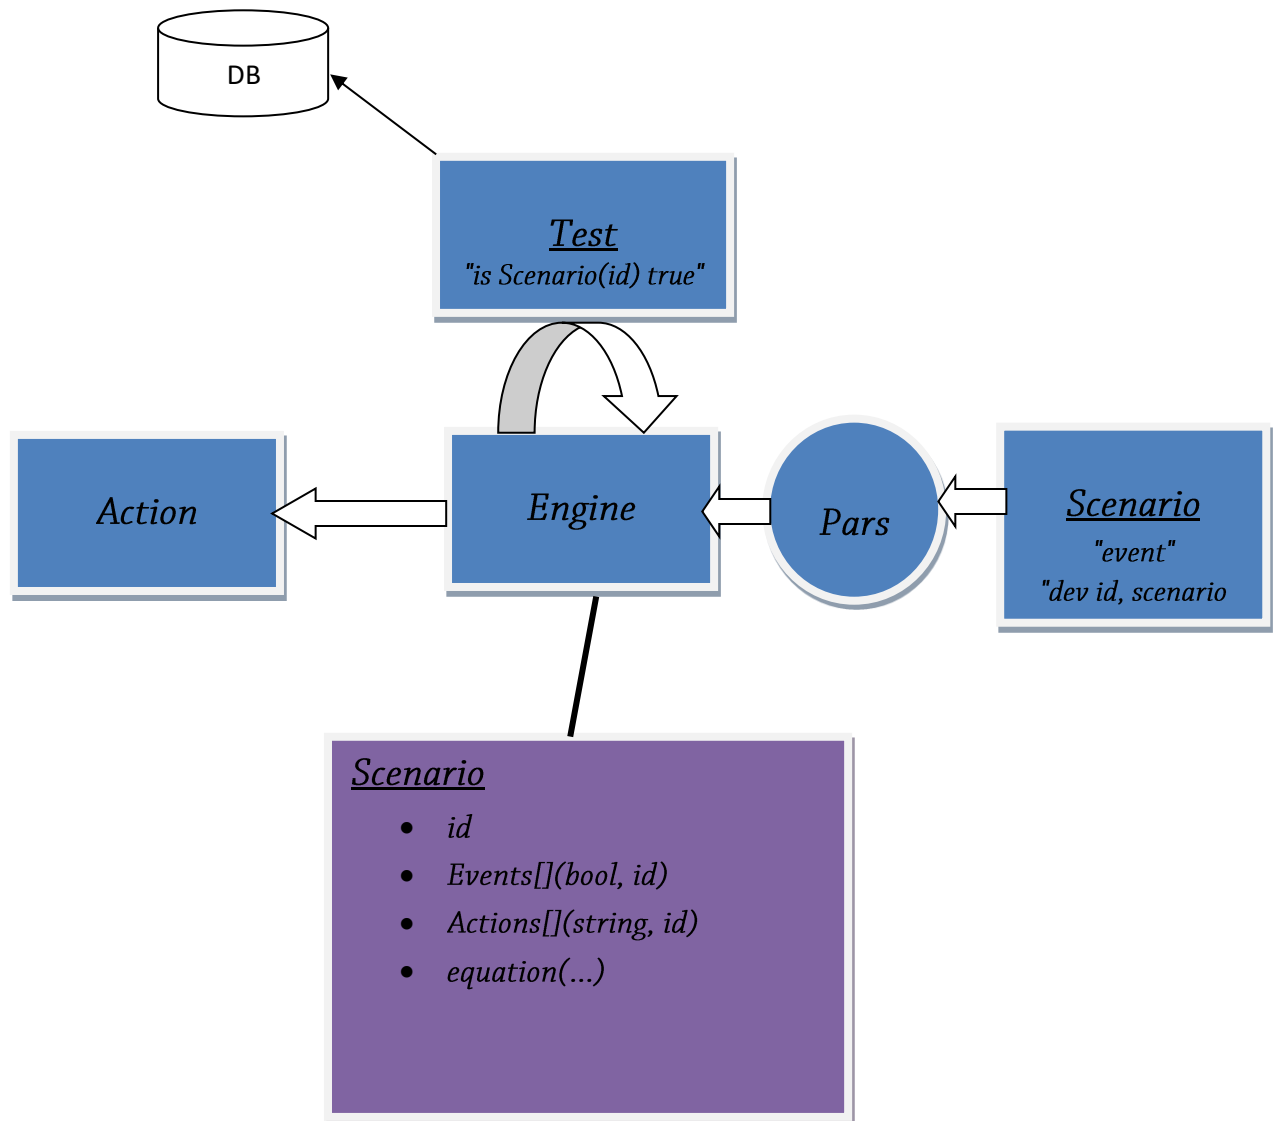 DB
Test
"is Scenario(id) true"
Action
Engine
Pars
Scenario
"event"
"dev id, scenario
Scenario
• id
• Events[](bool, id)
• Actions[](string, id)
• equation(...)